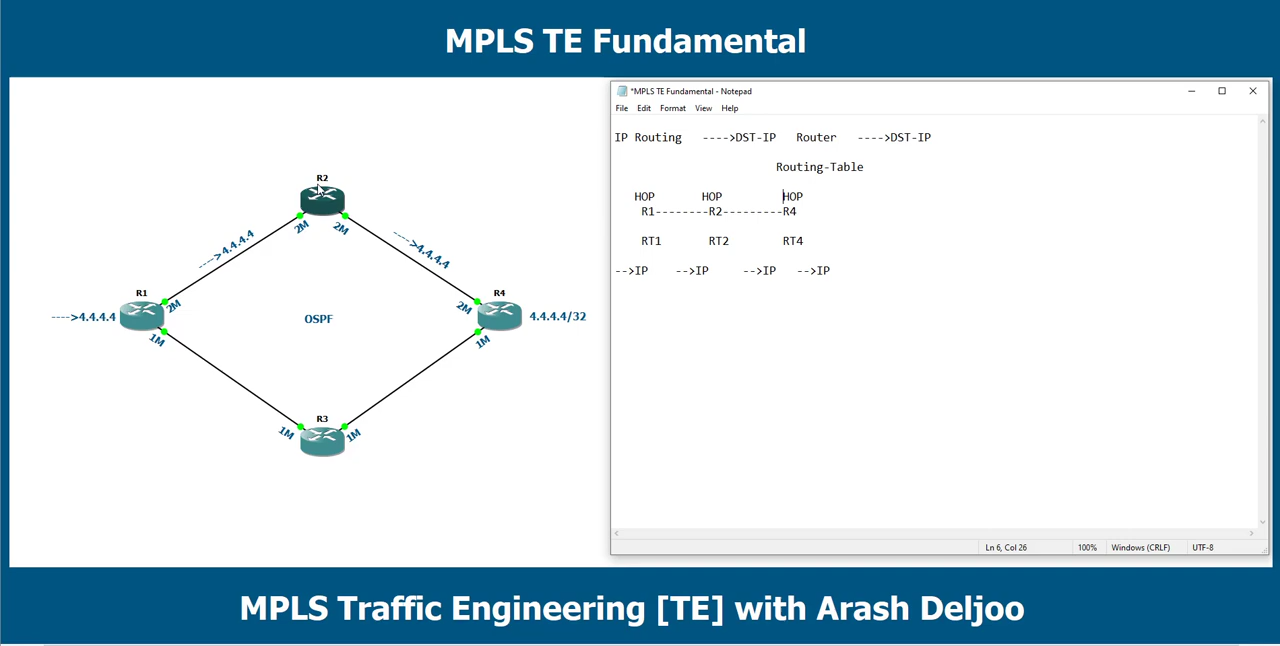 MPLS TE Fundamental
*MPLS TE Fundamental - Notepad
File Edit Format View Help
IP Routing ---->DST-IP Router ---->DST-IP
Routing-Table
HOP HOP HOP
R1--------R2---------R4
RT1 RT2 RT4
-->IP -->IP -->IP -->IP
Ln 6, Col 26 100% Windows (CRLF) UTF-8
R2
2M 2M
---->4.4.4.4
---->4.4.4.4
R1
---->4.4.4.4
2M
1M
OSPF
R4
2M
4.4.4.4/32
1M
R3
1M 1M
MPLS Traffic Engineering [TE] with Arash Deljoo